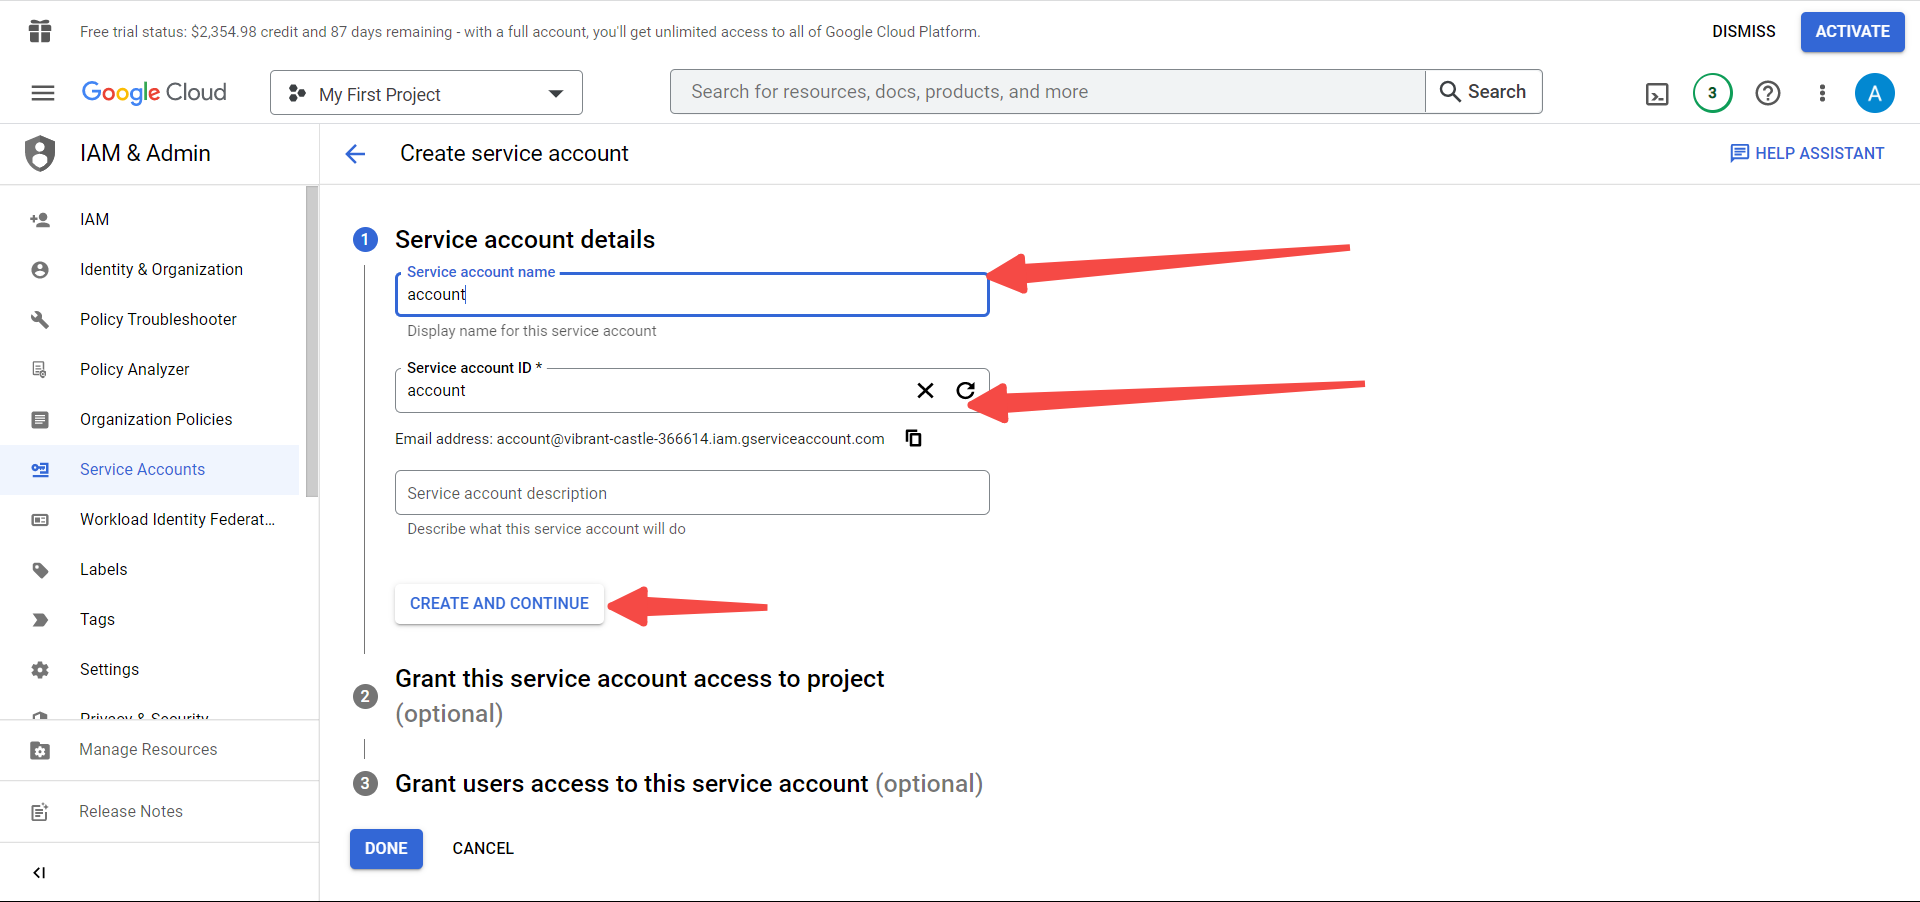 Free trial status: $2,354.98 credit and 87 days remaining - with a full account, you'll get unlimited access to all of Google Cloud Platform.
DISMISS
ACTIVATE
Google Cloud
My First Project
Search for resources, docs, products, and more
Search
3
A
IAM & Admin
Create service account
HELP ASSISTANT
IAM
Identity & Organization
Policy Troubleshooter
Policy Analyzer
Organization Policies
Service Accounts
Workload Identity Federat...
Labels
Tags
Settings
Privacy & Security
Manage Resources
Release Notes
1
Service account details
Service account name
account
Display name for this service account
Service account ID *
account
Email address: account@vibrant-castle-366614.iam.gserviceaccount.com
Service account description
Describe what this service account will do
CREATE AND CONTINUE
2
Grant this service account access to project
(optional)
3
Grant users access to this service account (optional)
DONE
CANCEL